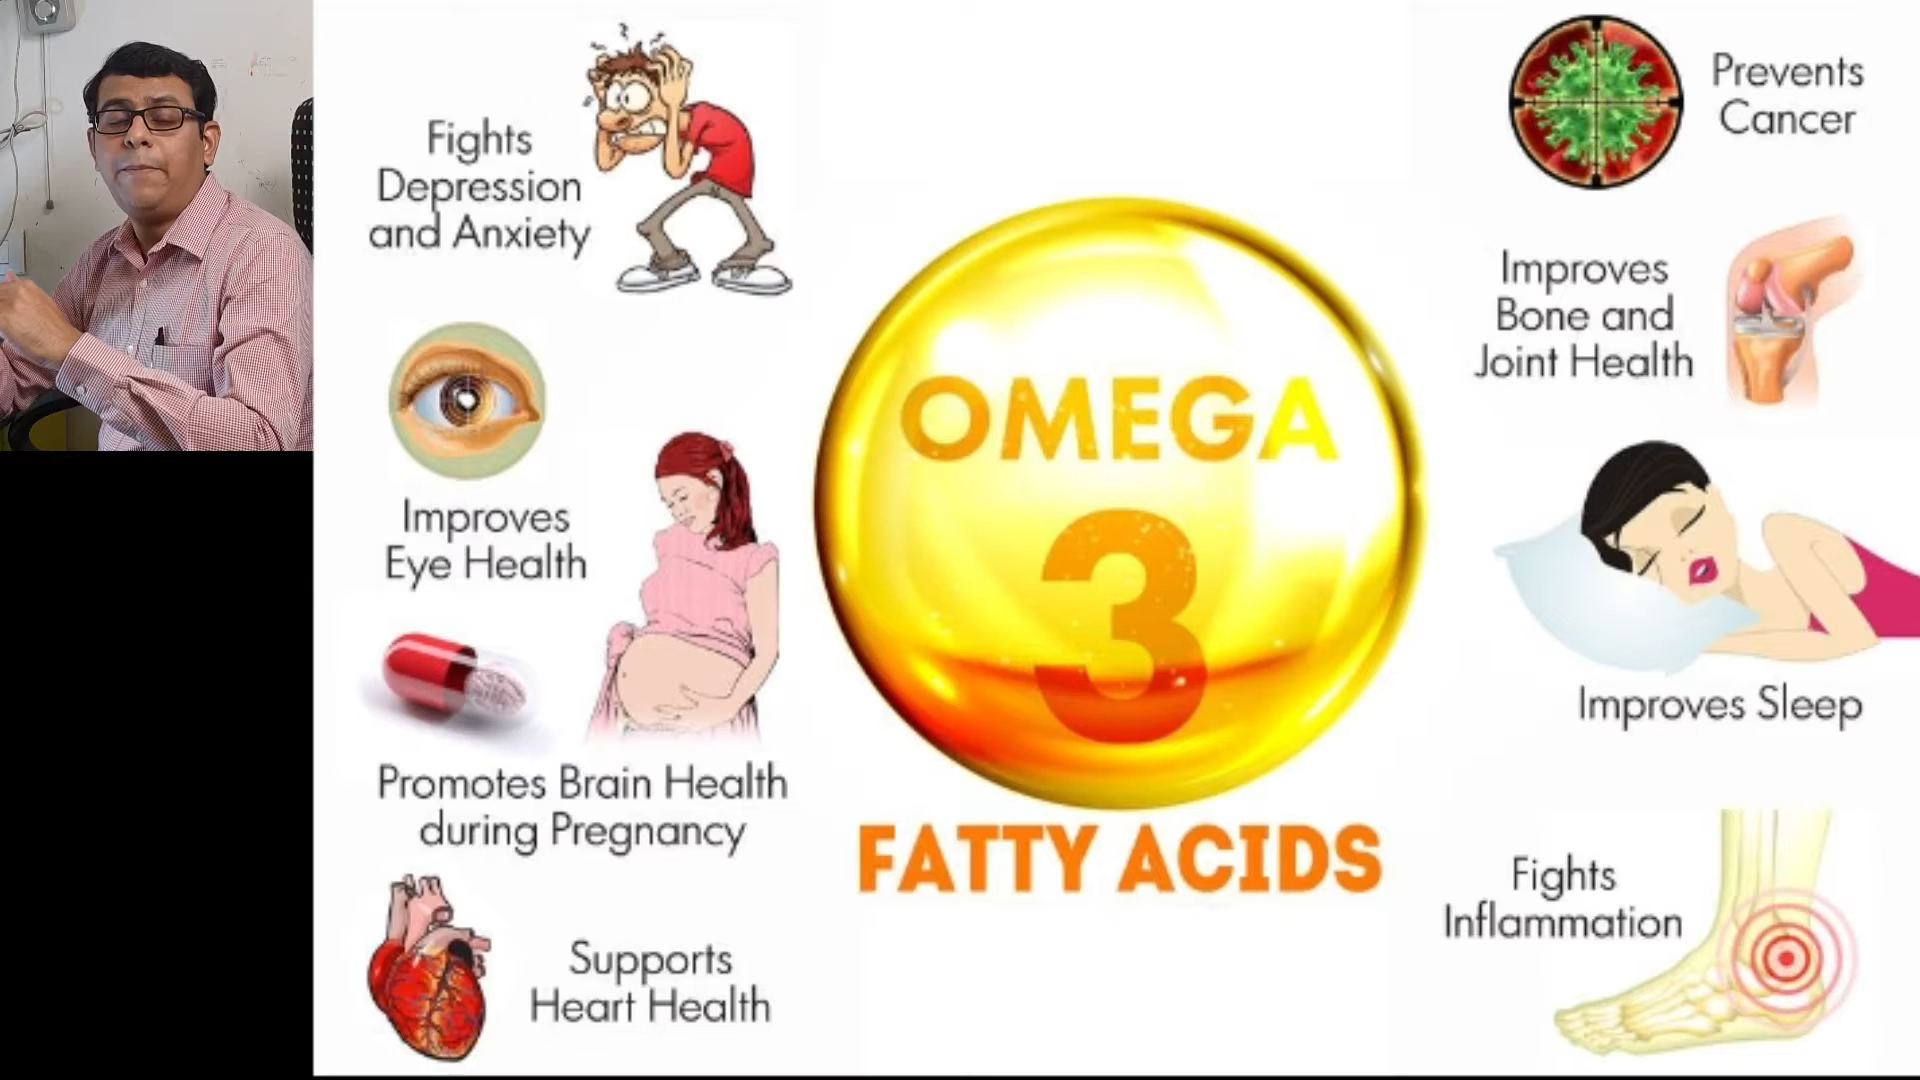 Fights
Depression
and Anxiety
Improves
Eye Health
Promotes Brain Health
during Pregnancy
Supports
Heart Health
OMEGA
3
FATTY ACIDS
Prevents
Cancer
Improves
Bone and
Joint Health
Improves Sleep
Fights
Inflammation